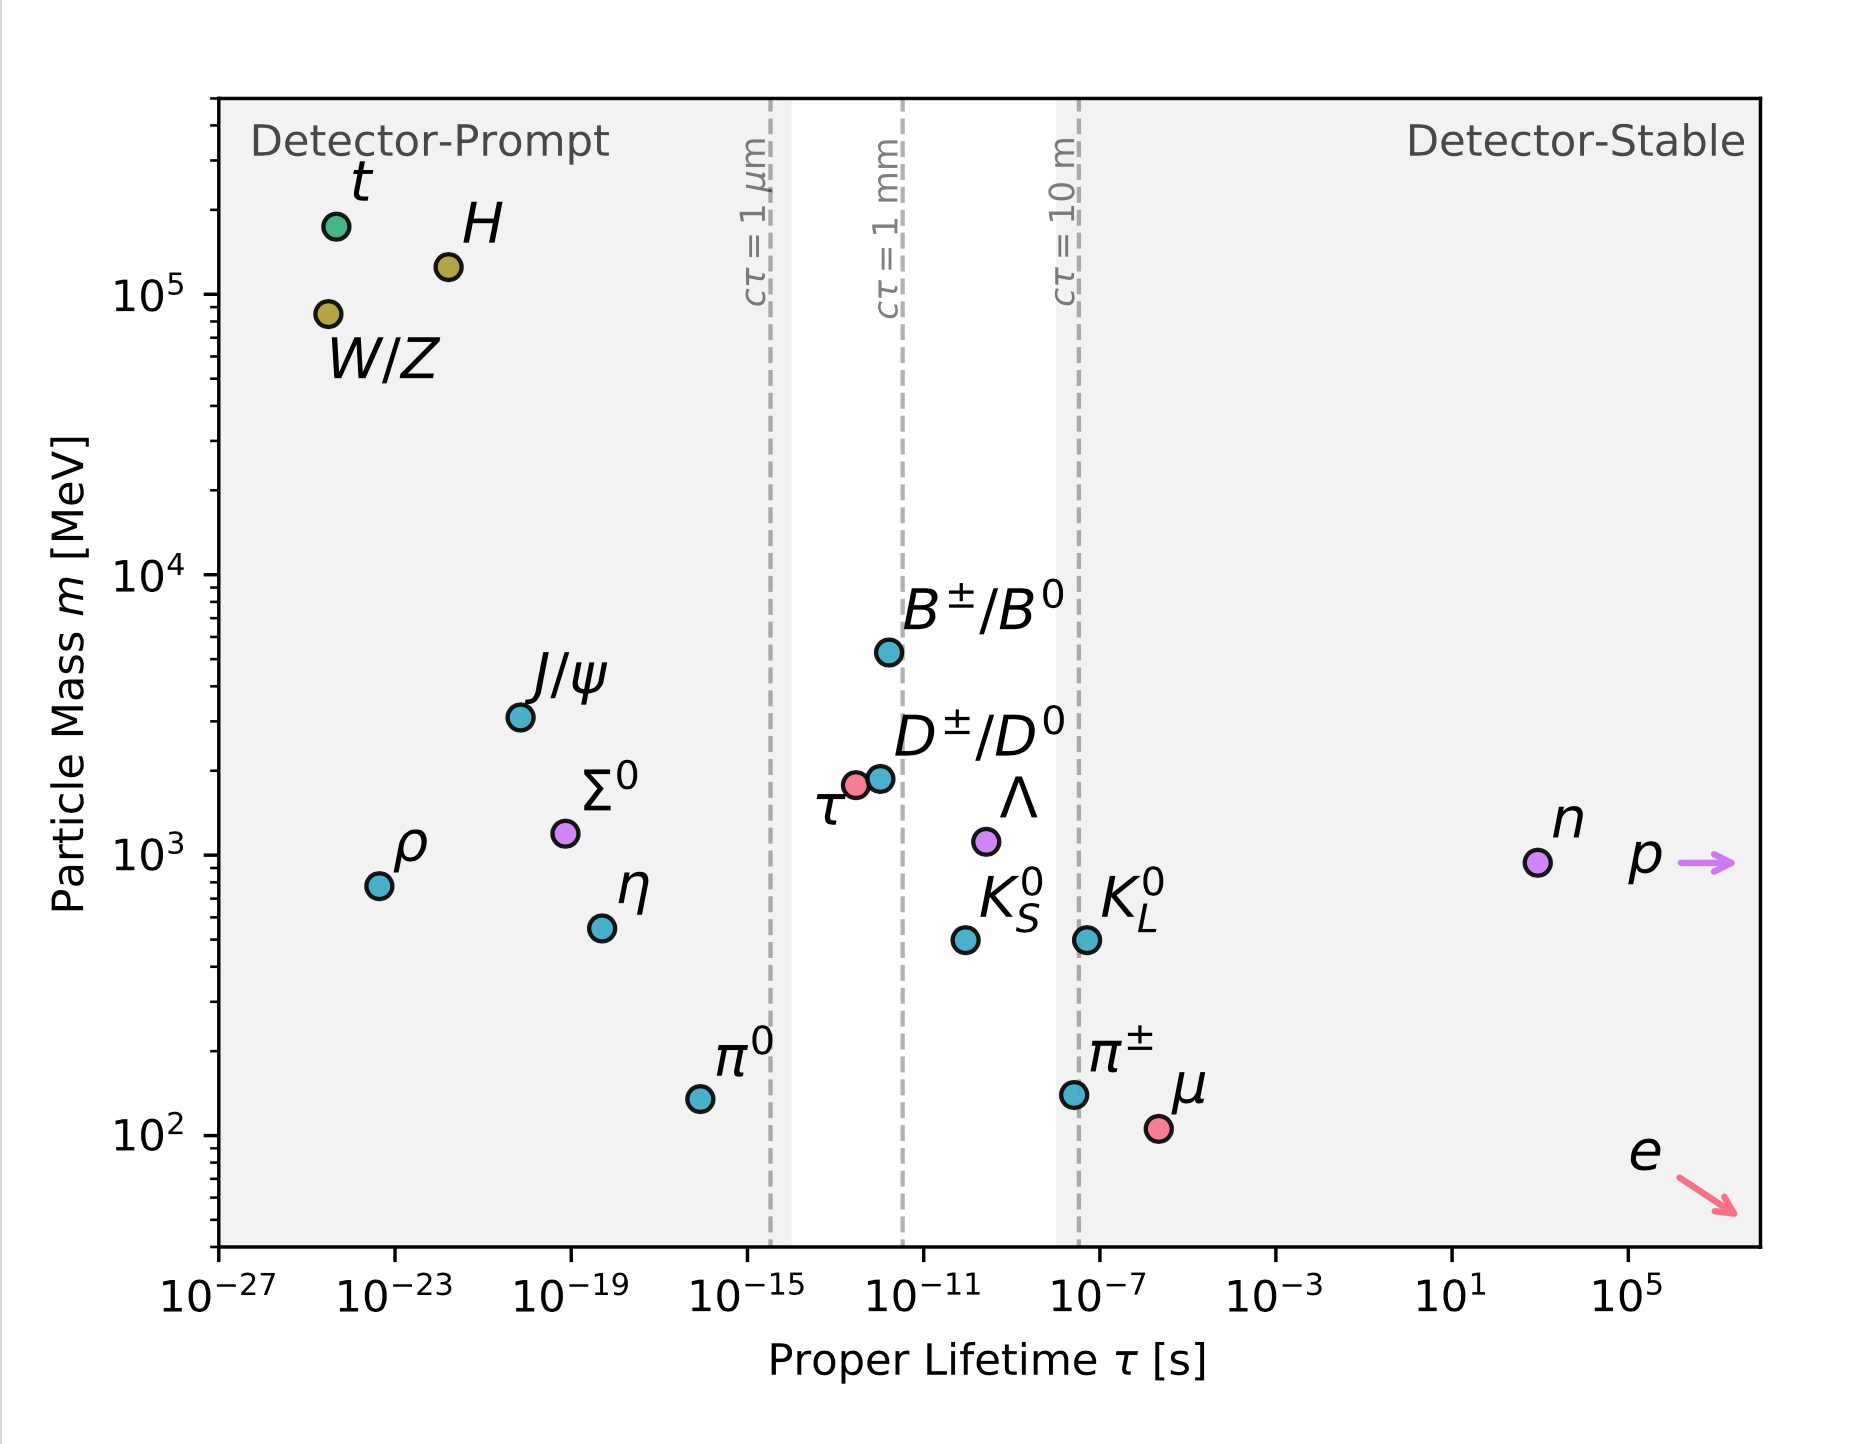 Detector-Prompt
Detector-Stable
cτ = 1 μm
cτ = 1 mm
cτ = 10 m
t
H
W/Z
B±/B⁰
J/ψ
D±/D⁰
τ
Σ⁰
Λ
n
p
ρ
η
K⁰_S
K⁰_L
π⁰
π±
μ
e
Particle Mass m [MeV]
10⁵
10⁴
10³
10²
10⁻²⁷ 10⁻²³ 10⁻¹⁹ 10⁻¹⁵ 10⁻¹¹ 10⁻⁷ 10⁻³ 10¹ 10⁵
Proper Lifetime τ [s]